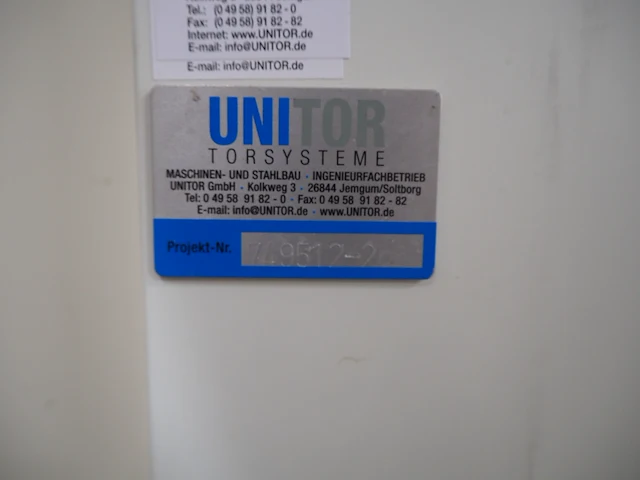 Tel.: (0 49 58) 91 82 - 0
Fax: (0 49 58) 91 82 - 82
Internet: www.UNITOR.de
E-mail: info@UNITOR.de
E-mail: info@UNITOR.de
UNITOR
TORSYSTEME
MASCHINEN- UND STAHLBAU · INGENIEURFACHBETRIEB
UNITOR GmbH · Kolkweg 3 · 26844 Jemgum/Soltborg
Tel: 0 49 58 91 82 - 0 · Fax: 0 49 58 91 82 - 82
E-mail: info@UNITOR.de · www.UNITOR.de
Projekt-Nr.